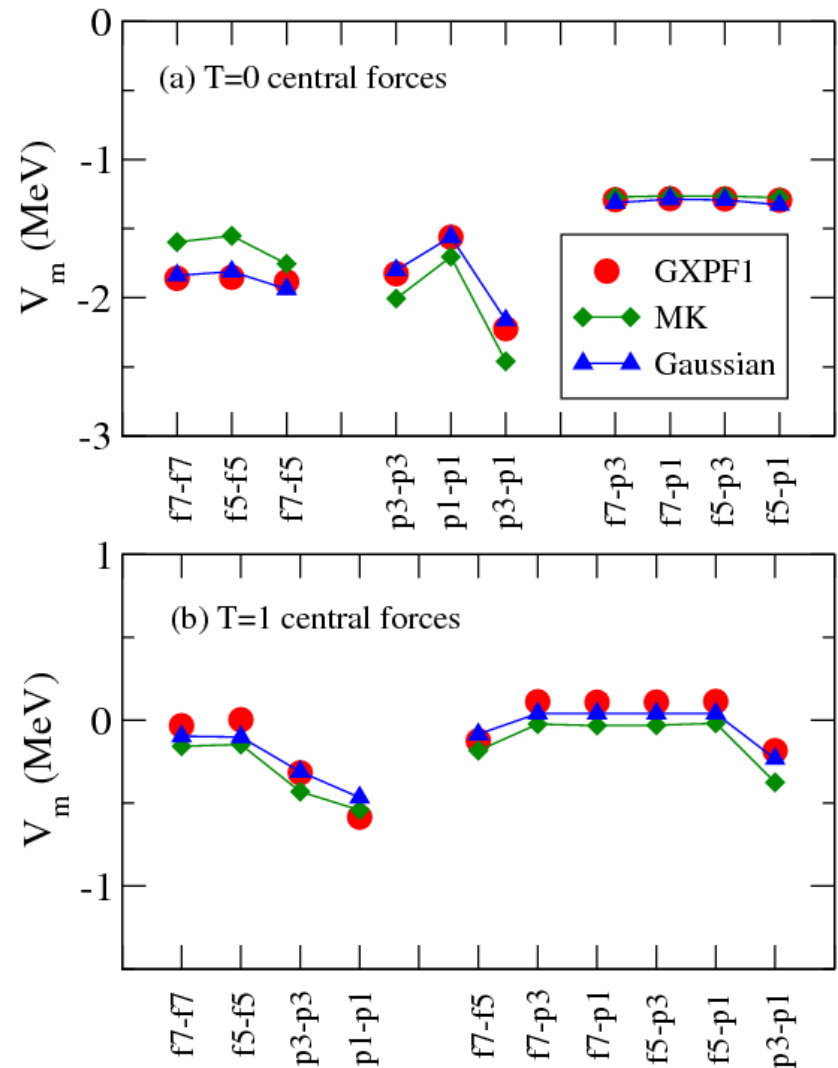 0
(a) T=0 central forces
-1
V_m (MeV)
-2
GXPF1
MK
Gaussian
-3
f7-f7
f5-f5
f7-f5
p3-p3
p1-p1
p3-p1
f7-p3
f7-p1
f5-p3
f5-p1
1
(b) T=1 central forces
0
V_m (MeV)
-1
f7-f7
f5-f5
p3-p3
p1-p1
f7-f5
f7-p3
f7-p1
f5-p3
f5-p1
p3-p1